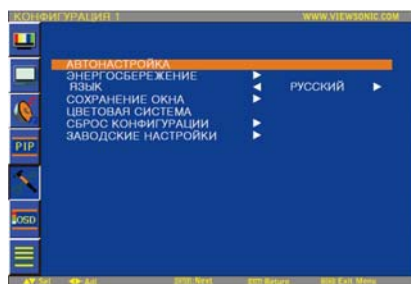 КОНФИГУРАЦИЯ 1 WWW.VIEWSONIC.COM
АВТОНАСТРОЙКА
ЭНЕРГОСБЕРЕЖЕНИЕ
ЯЗЫК РУССКИЙ
СОХРАНЕНИЕ ОКНА
ЦВЕТОВАЯ СИСТЕМА
СБРОС КОНФИГУРАЦИИ
ЗАВОДСКИЕ НАСТРОЙКИ
PIP
OSD
Sel Adj Next Return Exit Menu